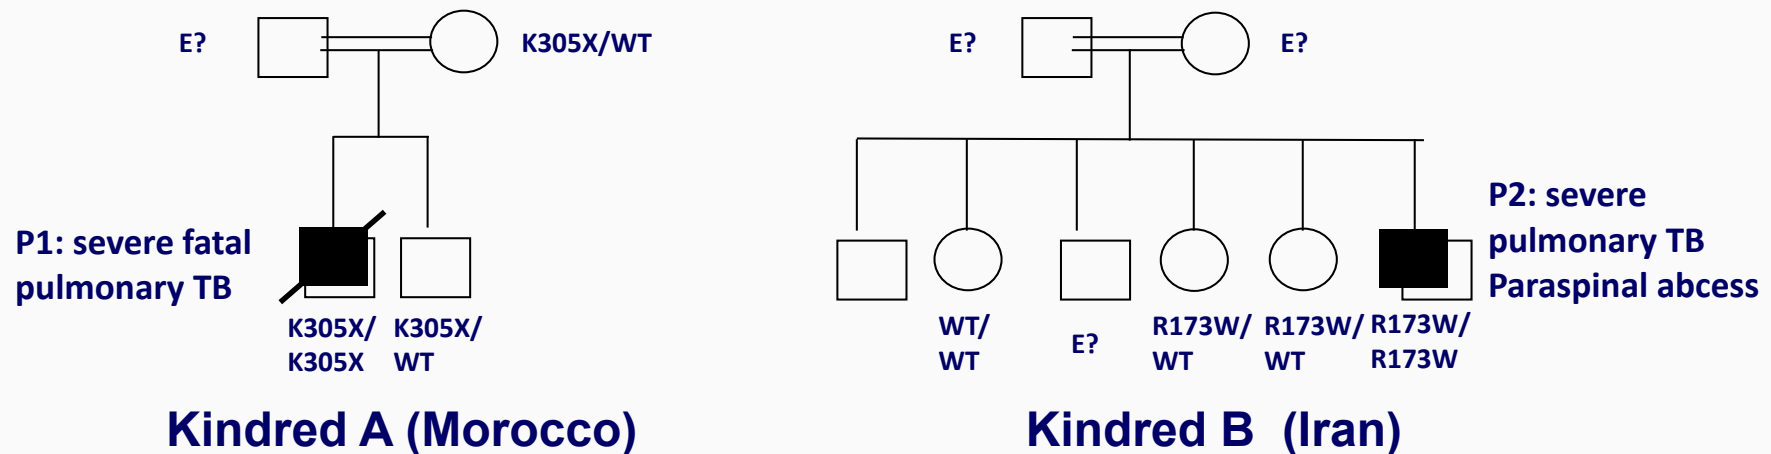 E?
K305X/WT
P1: severe fatal
pulmonary TB
K305X/
K305X
K305X/
WT
Kindred A (Morocco)
E?
E?
WT/
WT
E?
R173W/
WT
R173W/
WT
R173W/
R173W
P2: severe
pulmonary TB
Paraspinal abcess
Kindred B (Iran)